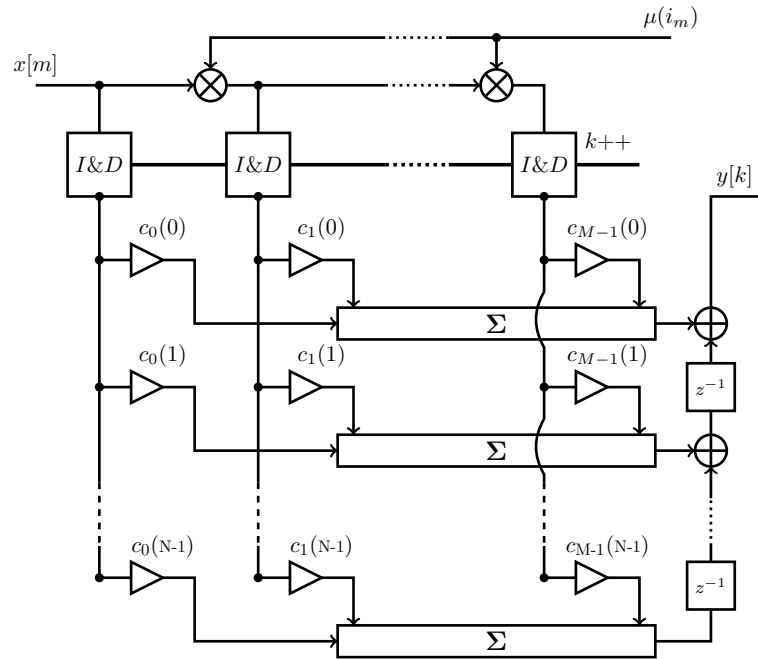 μ(i_m)
x[m]
I&D I&D I&D k++
y[k]
c_0(0) c_1(0) c_{M−1}(0)
Σ
c_0(1) c_1(1) c_{M−1}(1)
z^{−1}
Σ
c_0(N-1) c_1(N-1) c_{M-1}(N-1)
z^{−1}
Σ